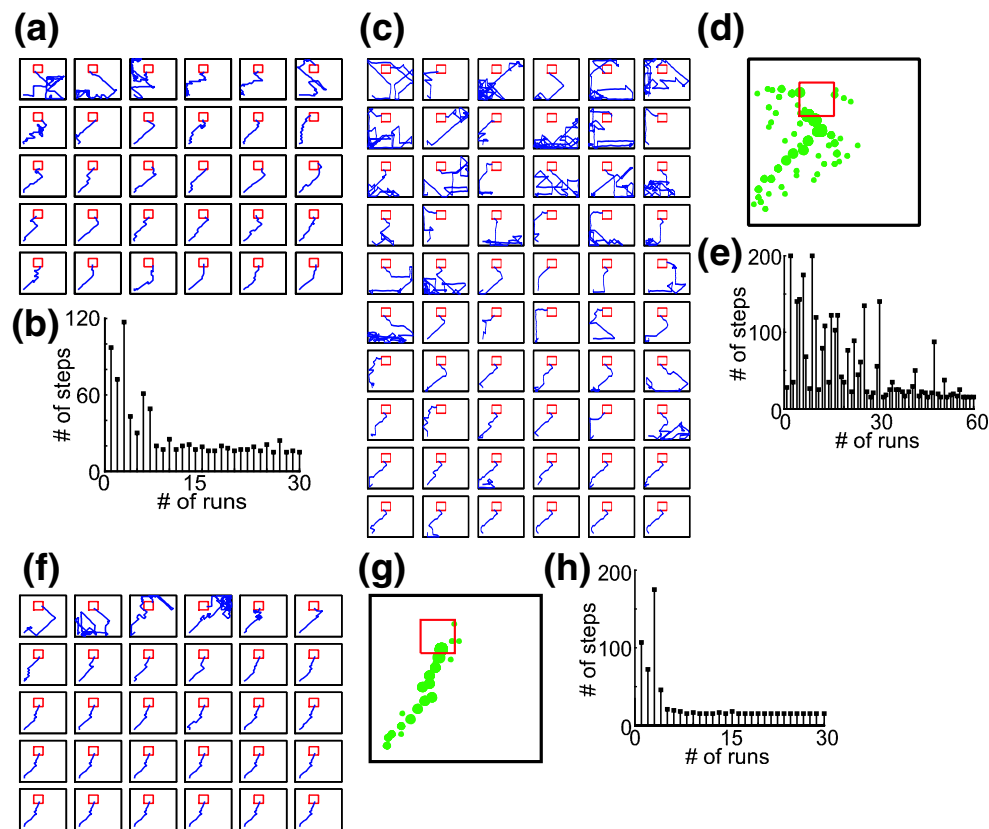 (a)
(c)
(d)
(b)
120
60
0
# of steps
0
15
30
# of runs
(e)
200
100
0
# of steps
0
30
60
# of runs
(f)
(g)
(h)
200
100
0
# of steps
0
15
30
# of runs